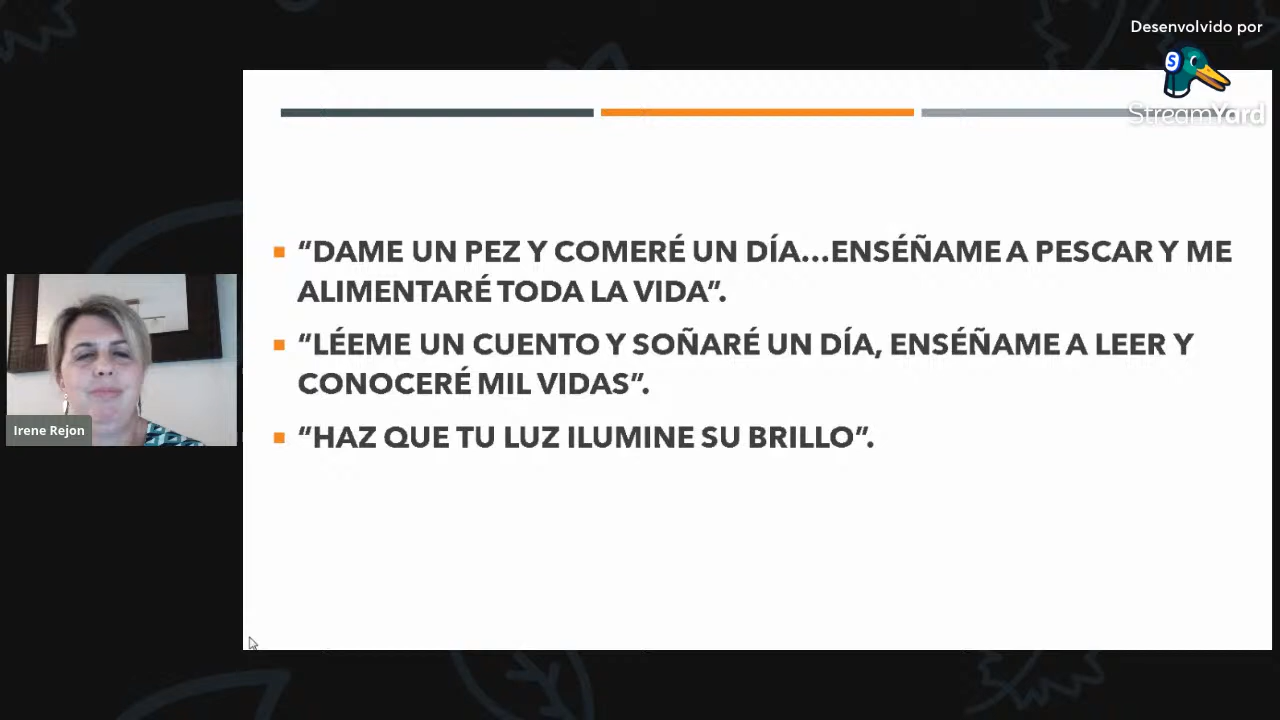 Desenvolvido por
S
StreamYard
“DAME UN PEZ Y COMERÉ UN DÍA...ENSÉÑAME A PESCAR Y ME
ALIMENTARÉ TODA LA VIDA”.
“LÉEME UN CUENTO Y SOÑARÉ UN DÍA, ENSÉÑAME A LEER Y
CONOCERÉ MIL VIDAS”.
“HAZ QUE TU LUZ ILUMINE SU BRILLO”.
Irene Rejon